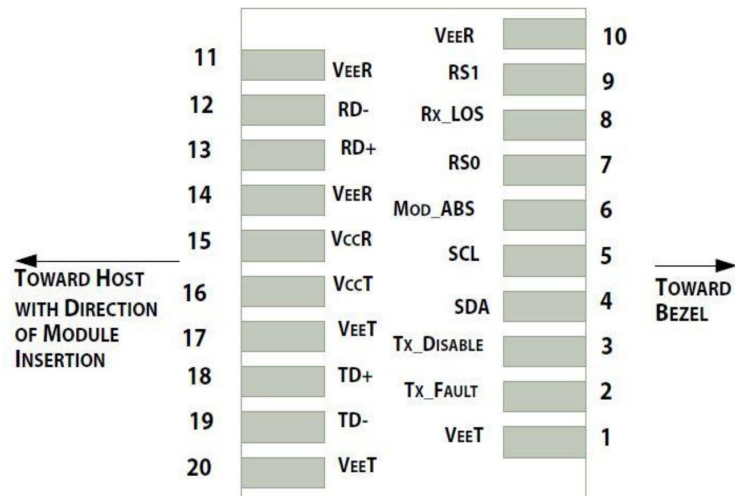 11 VEER
12 RD-
13 RD+
14 VEER
15 VCCR
16 VCCT
17 VEET
18 TD+
19 TD-
20 VEET
VEER 10
RS1 9
RX_LOS 8
RS0 7
MOD_ABS 6
SCL 5
SDA 4
TX_DISABLE 3
TX_FAULT 2
VEET 1
TOWARD HOST
WITH DIRECTION
OF MODULE
INSERTION
TOWARD
BEZEL